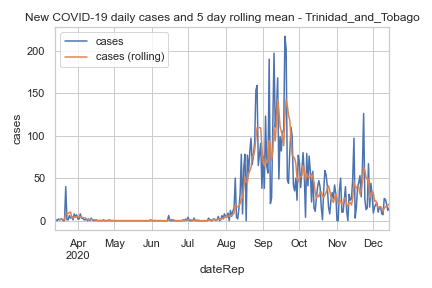 New COVID-19 daily cases and 5 day rolling mean - Trinidad_and_Tobago
cases
cases (rolling)
200
150
100
50
0
cases
Apr May Jun Jul Aug Sep Oct Nov Dec
2020
dateRep